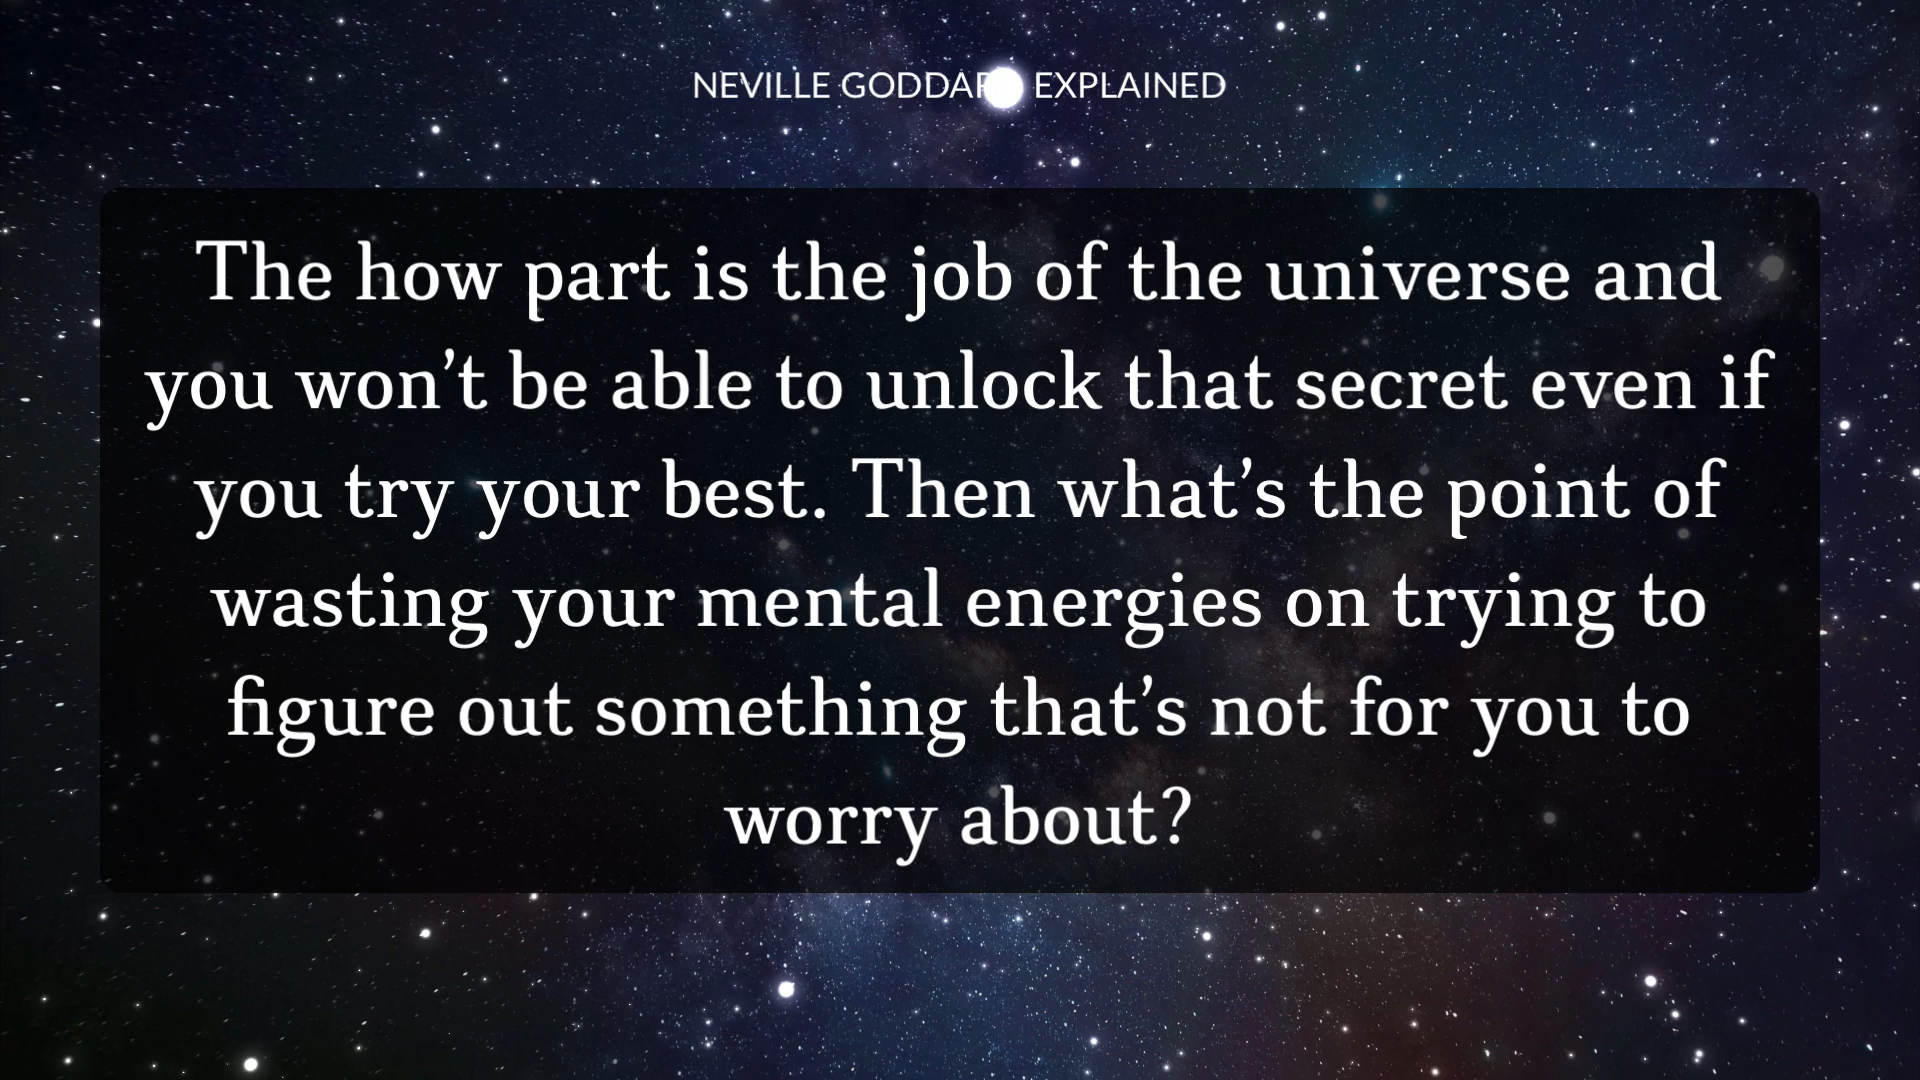 NEVILLE GODDARD EXPLAINED
The how part is the job of the universe and
you won’t be able to unlock that secret even if
you try your best. Then what’s the point of
wasting your mental energies on trying to
figure out something that’s not for you to
worry about?